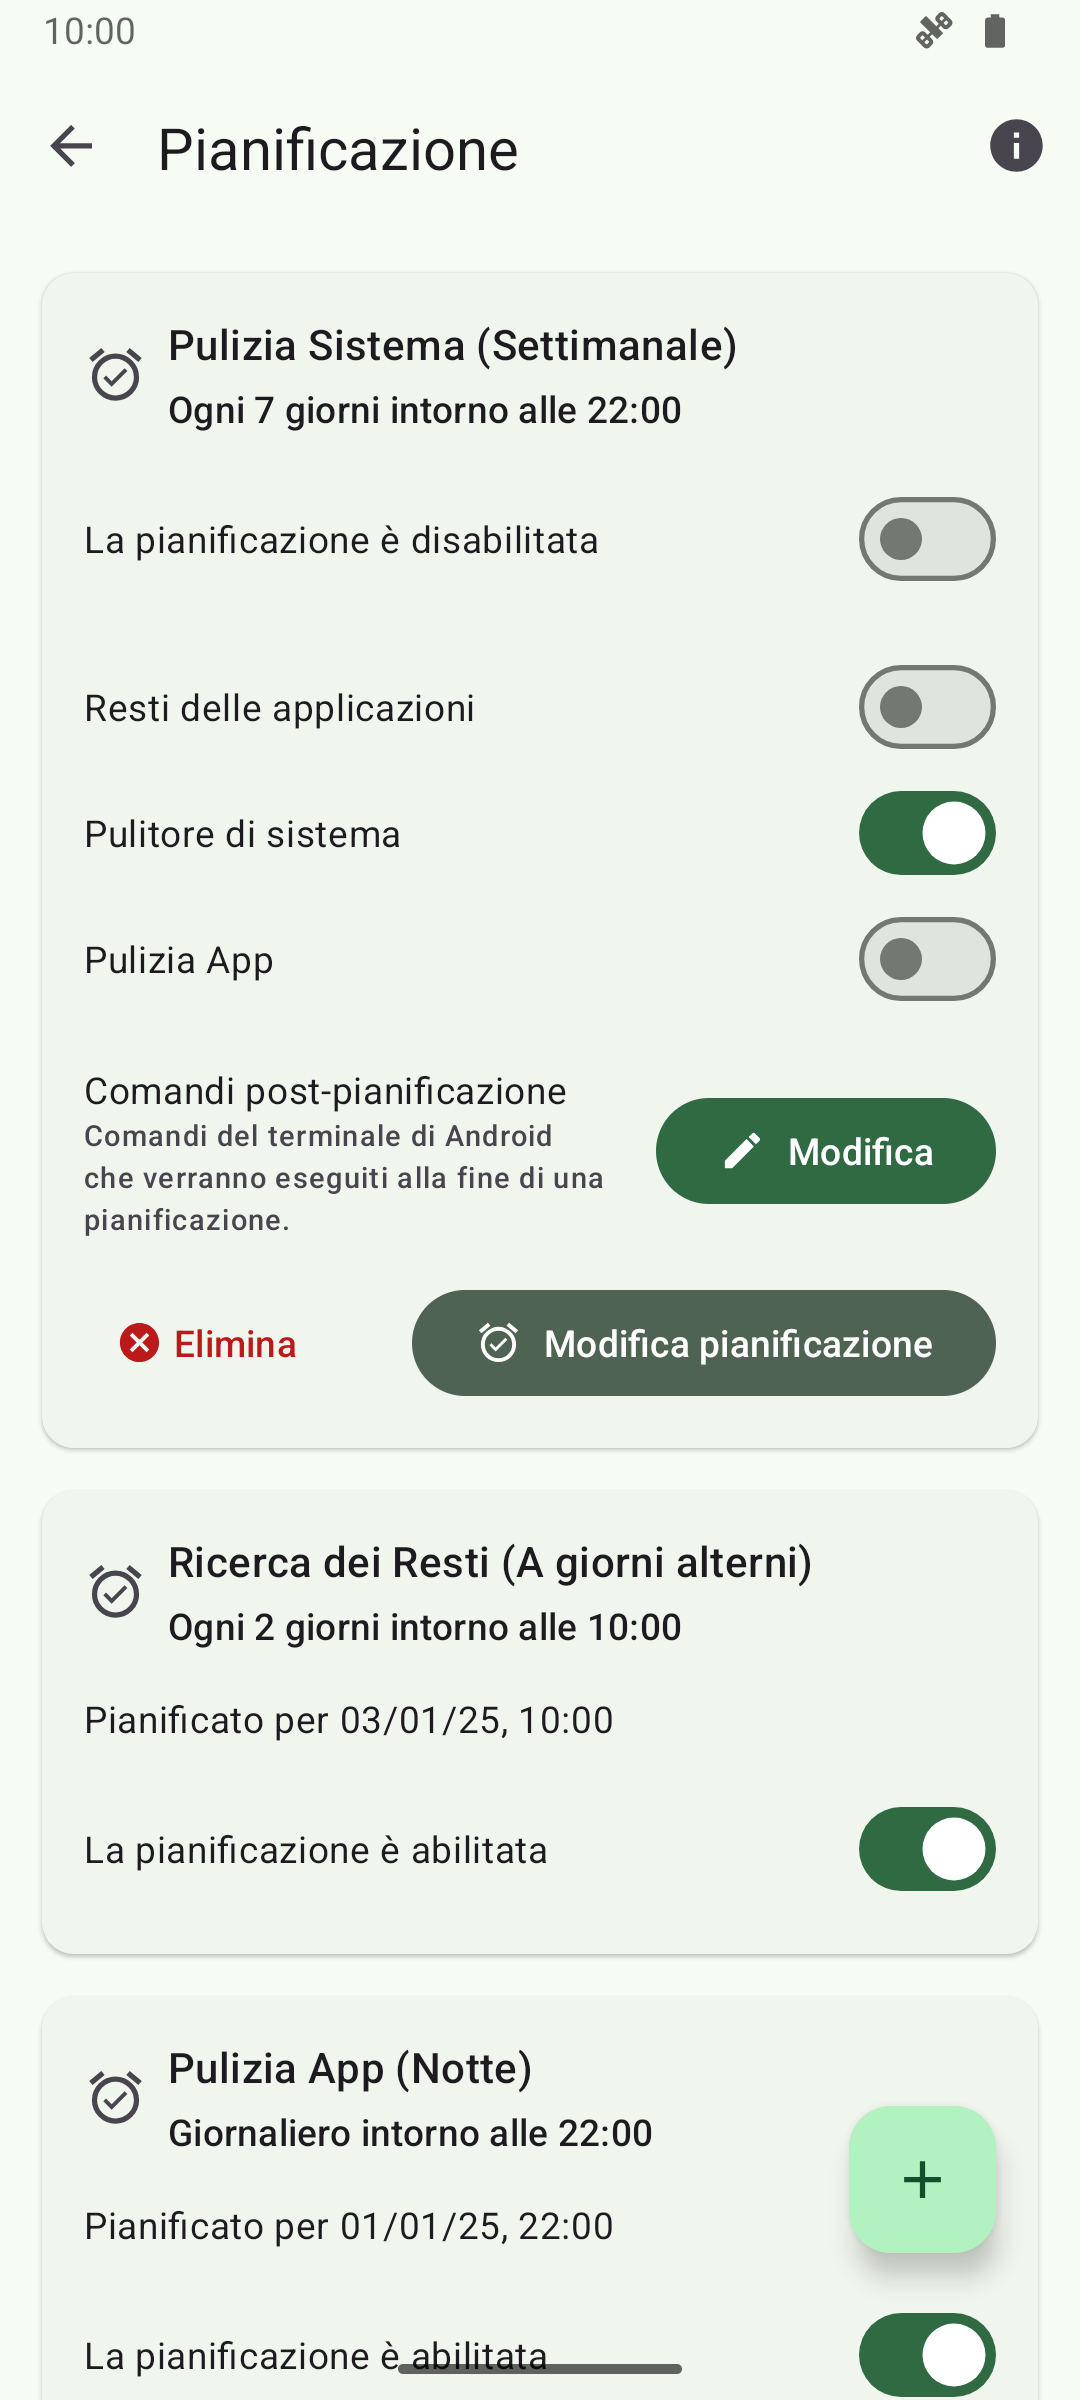 10:00
Pianificazione
Pulizia Sistema (Settimanale)
Ogni 7 giorni intorno alle 22:00
La pianificazione è disabilitata
Resti delle applicazioni
Pulitore di sistema
Pulizia App
Comandi post-pianificazione
Comandi del terminale di Android
che verranno eseguiti alla fine di una
pianificazione.
Modifica
Elimina
Modifica pianificazione
Ricerca dei Resti (A giorni alterni)
Ogni 2 giorni intorno alle 10:00
Pianificato per 03/01/25, 10:00
La pianificazione è abilitata
Pulizia App (Notte)
Giornaliero intorno alle 22:00
Pianificato per 01/01/25, 22:00
La pianificazione è abilitata